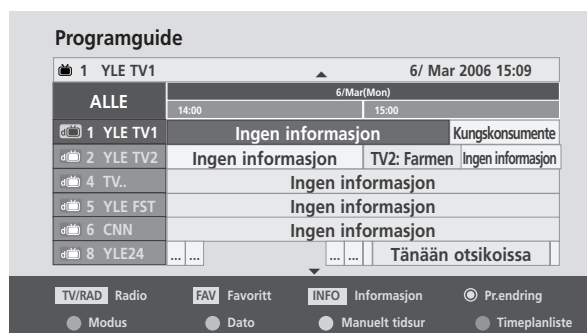 Programguide
1 YLE TV1 6/ Mar 2006 15:09
ALLE 6/Mar(Mon)
14:00 15:00
d 1 YLE TV1 Ingen informasjon Kungskonsumente
d 2 YLE TV2 Ingen informasjon TV2: Farmen Ingen informasjon
d 4 TV.. Ingen informasjon
d 5 YLE FST Ingen informasjon
d 6 CNN Ingen informasjon
d 8 YLE24 ... ... ... ... Tänään otsikoissa
TV/RAD Radio FAV Favoritt INFO Informasjon Pr.endring
Modus Dato Manuelt tidsur Timeplanliste